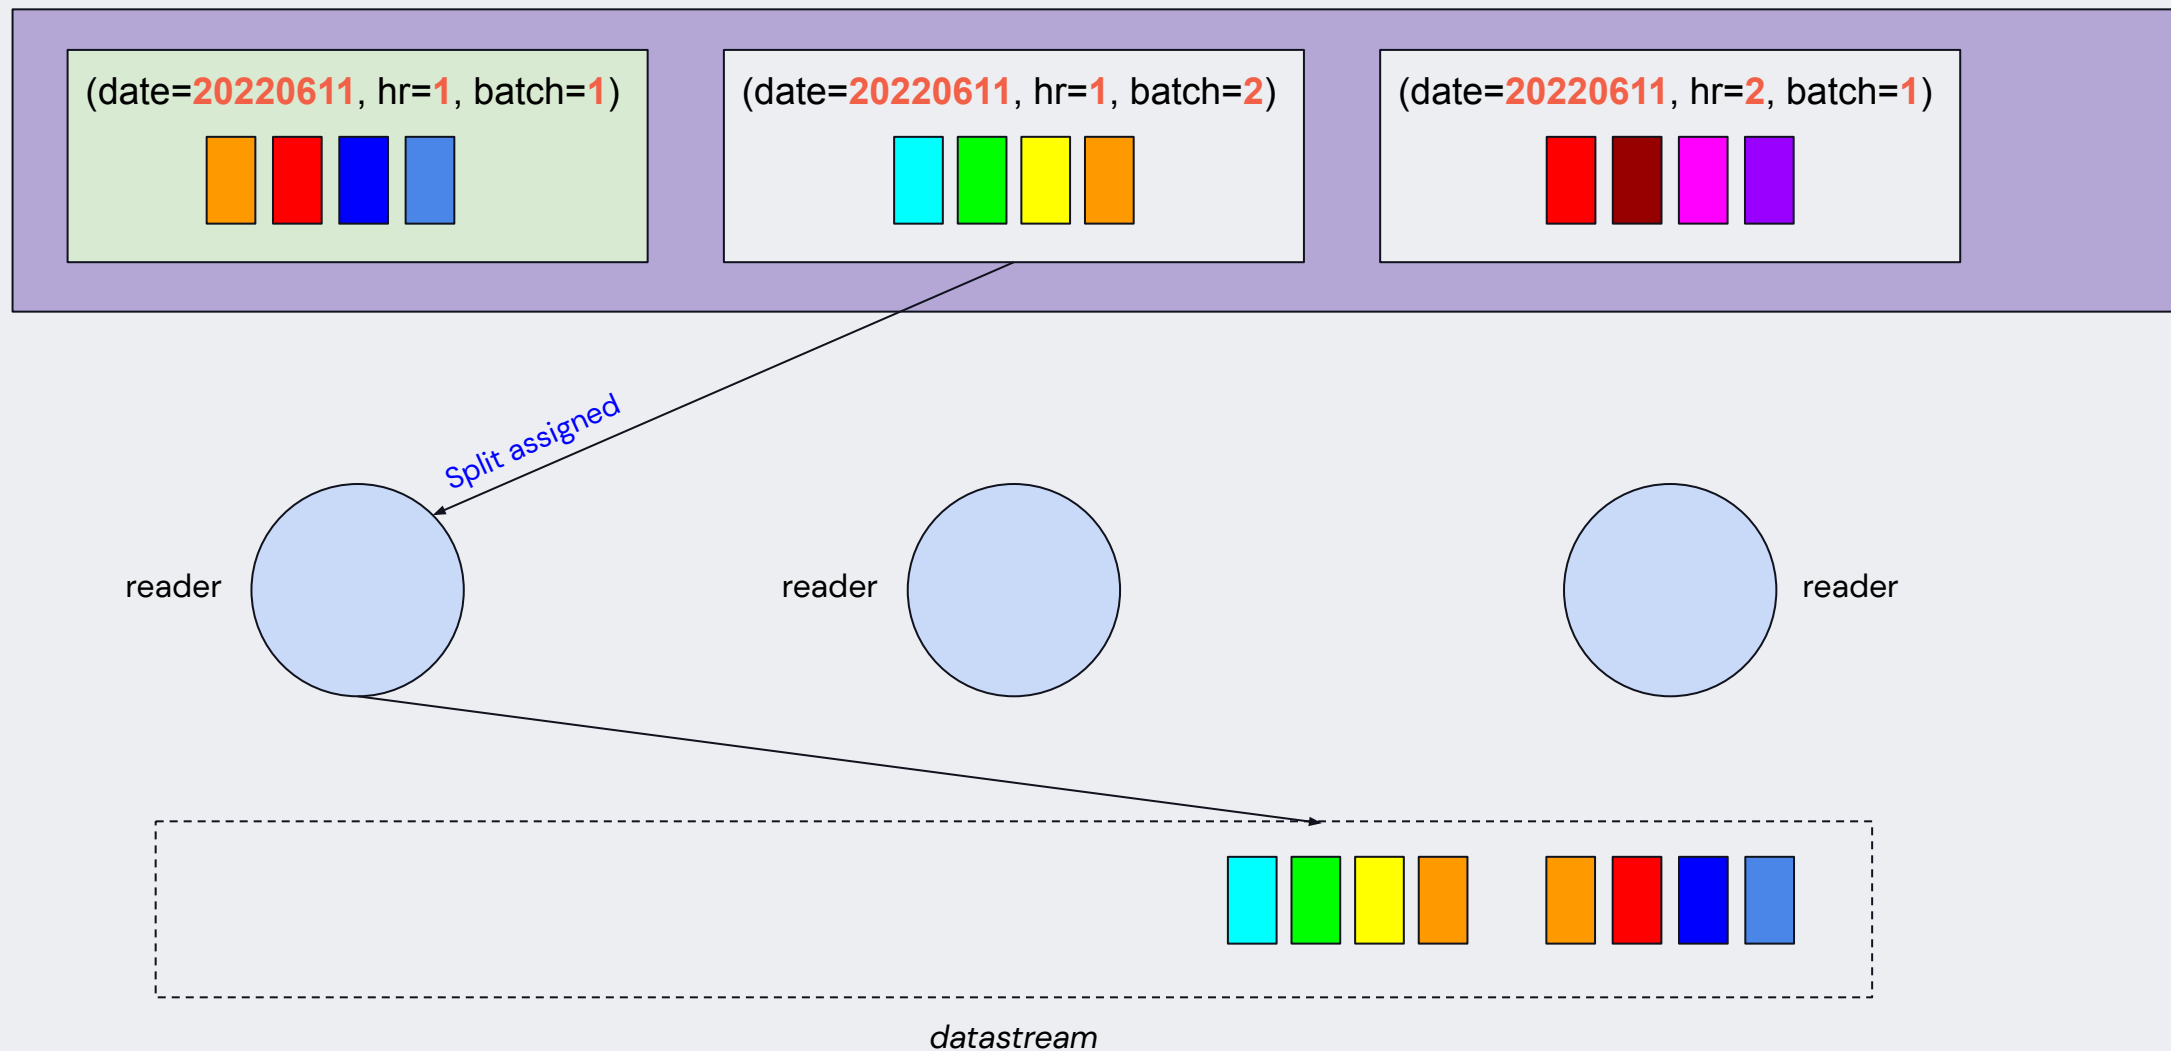 (date=20220611, hr=1, batch=1)
(date=20220611, hr=1, batch=2)
(date=20220611, hr=2, batch=1)
Split assigned
reader
reader
reader
datastream